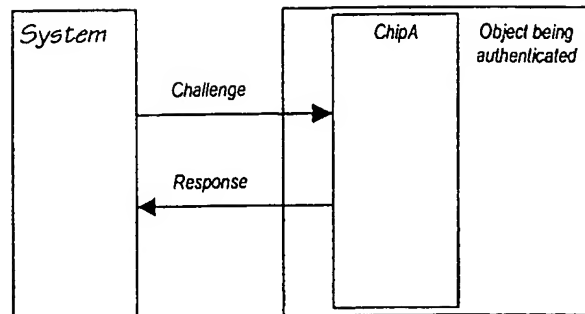 System
ChipA
Object being
authenticated
Challenge
Response